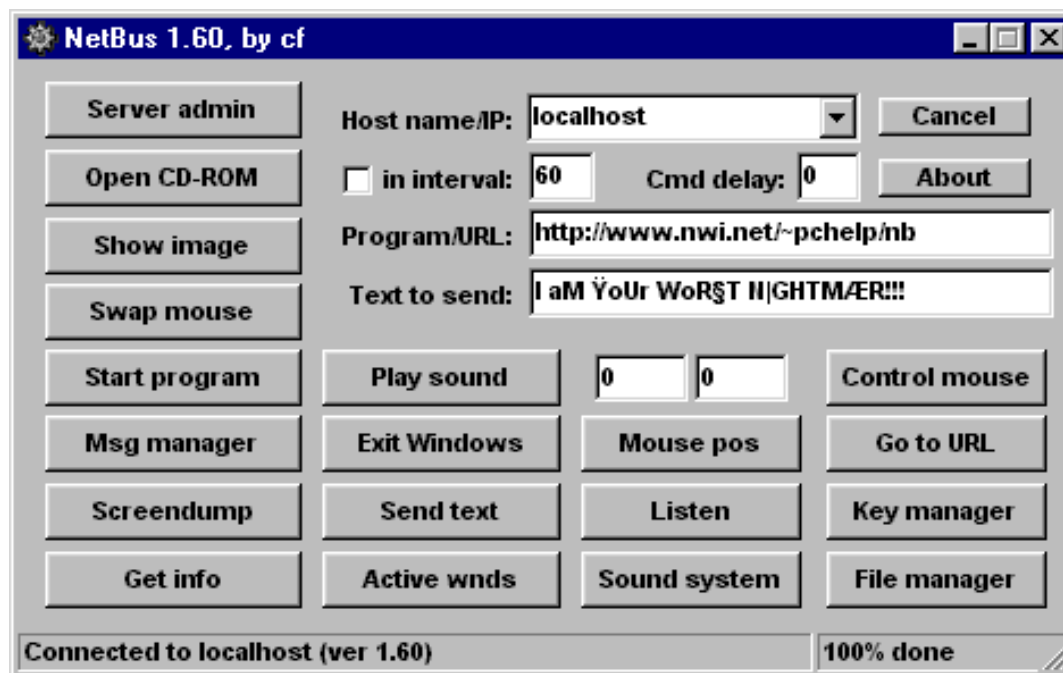 NetBus 1.60, by cf
Server admin
Host name/IP: localhost Cancel
Open CD-ROM
in interval: 60 Cmd delay: 0 About
Show image
Program/URL: http://www.nwi.net/~pchelp/nb
Swap mouse
Text to send: I aM ŸoUr WoR§T N|GHTMÆR!!!
Start program Play sound 0 0 Control mouse
Msg manager Exit Windows Mouse pos Go to URL
Screendump Send text Listen Key manager
Get info Active wnds Sound system File manager
Connected to localhost (ver 1.60) 100% done